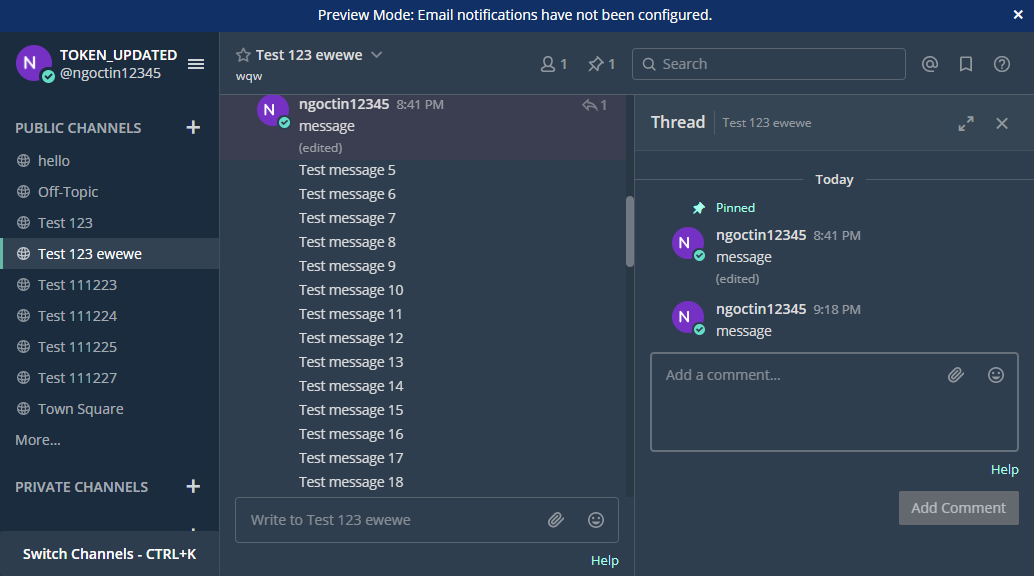 Preview Mode: Email notifications have not been configured.
N
TOKEN_UPDATED
@ngoctin12345
PUBLIC CHANNELS
hello
Off-Topic
Test 123
Test 123 ewewe
Test 111223
Test 111224
Test 111225
Test 111227
Town Square
More...
PRIVATE CHANNELS
Switch Channels - CTRL+K
Test 123 ewewe
wqw
1
1
Search
N
ngoctin12345 8:41 PM
1
message
(edited)
Test message 5
Test message 6
Test message 7
Test message 8
Test message 9
Test message 10
Test message 11
Test message 12
Test message 13
Test message 14
Test message 15
Test message 16
Test message 17
Test message 18
Write to Test 123 ewewe
Help
Thread Test 123 ewewe
Today
Pinned
N
ngoctin12345 8:41 PM
message
(edited)
N
ngoctin12345 9:18 PM
message
Add a comment...
Help
Add Comment